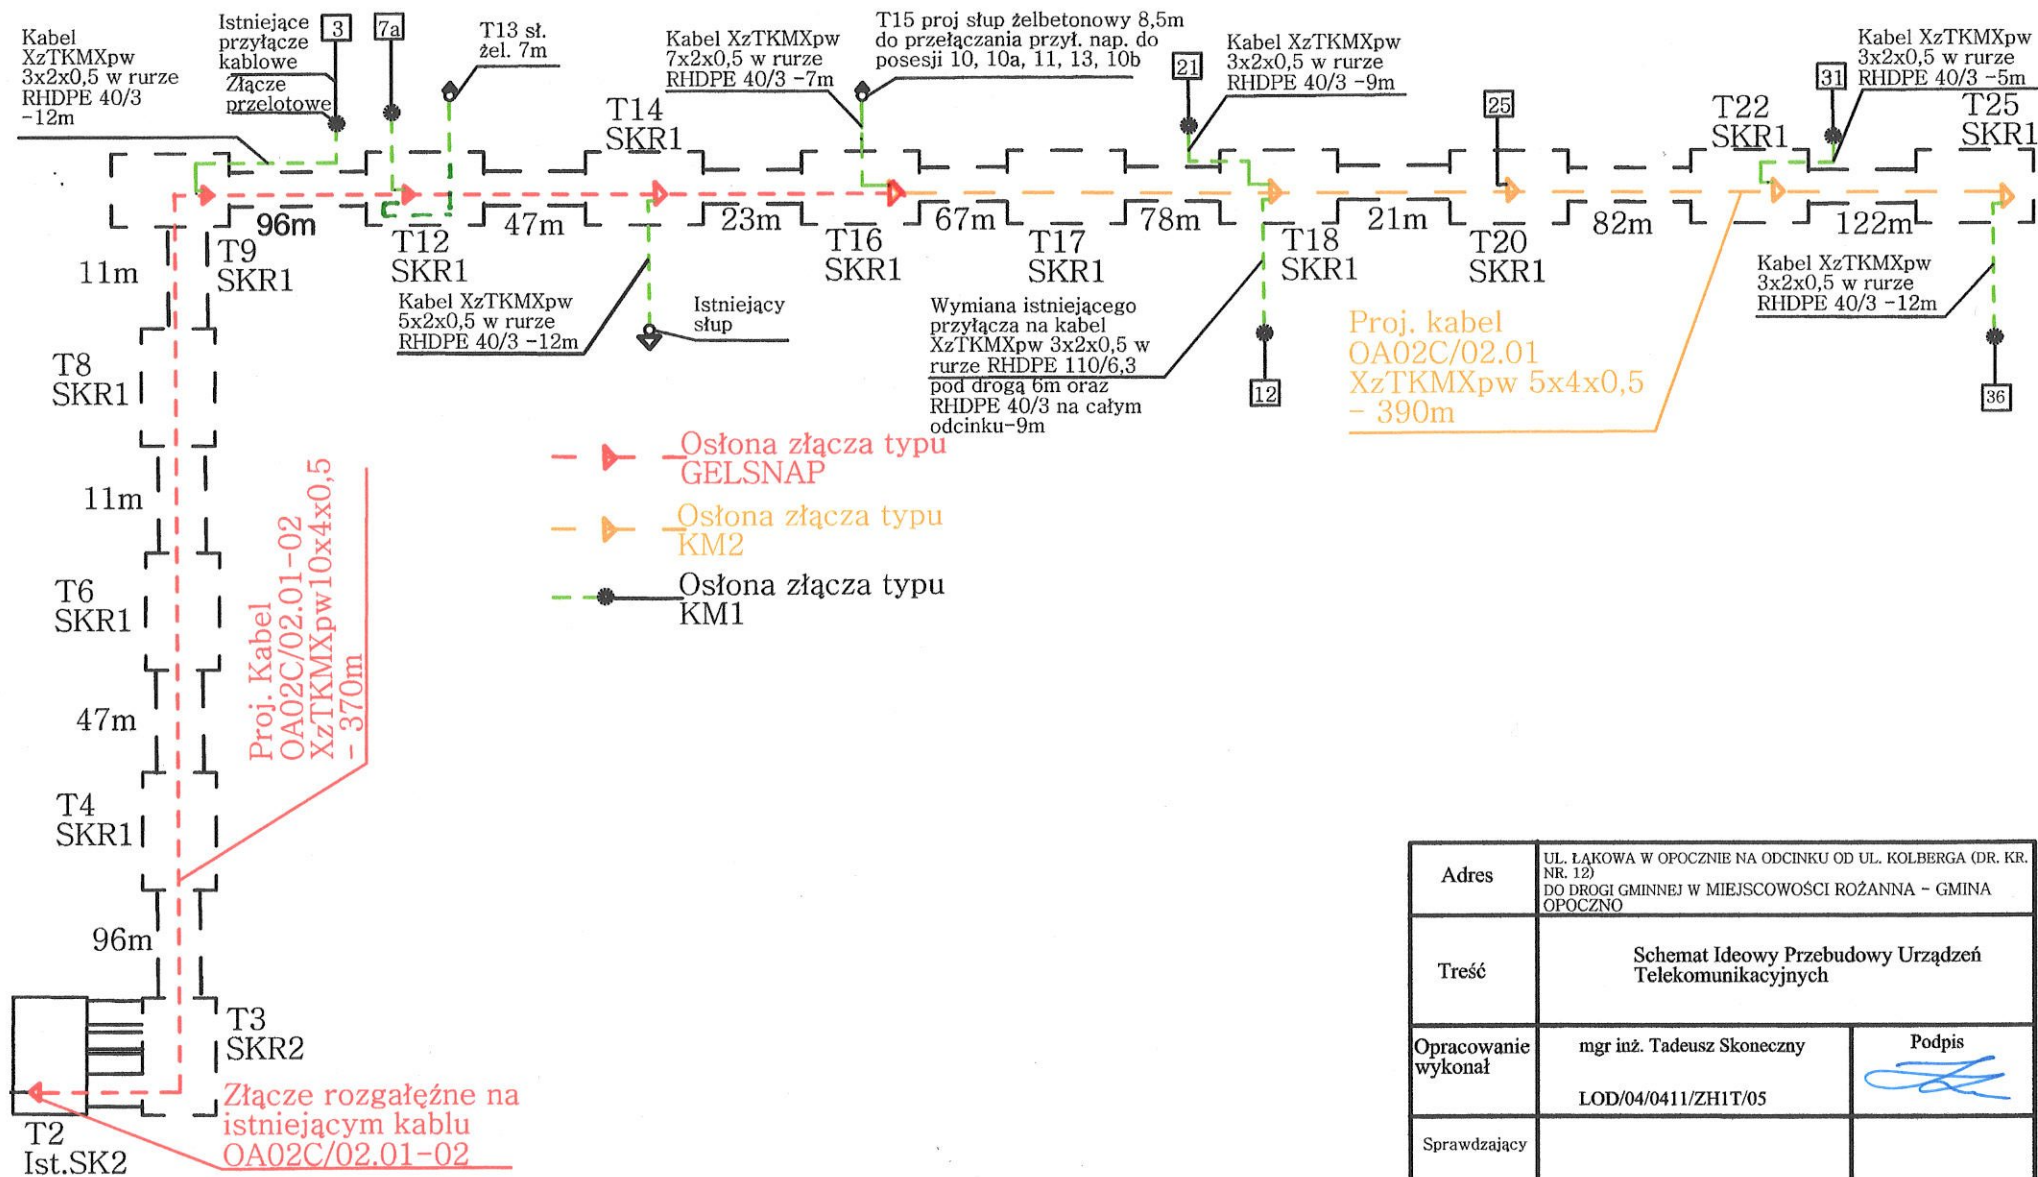 Kabel
XzTKMXpw
3x2x0,5 w rurze
RHDPE 40/3
-12m
Istniejące
przyłącze
kablowe
Złącze
przelotowe
3
7a
T13 sł.
żel. 7m
Kabel XzTKMXpw
7x2x0,5 w rurze
RHDPE 40/3 -7m
T15 proj słup żelbetonowy 8,5m
do przełączania przył. nap. do
posesji 10, 10a, 11, 13, 10b
21
Kabel XzTKMXpw
3x2x0,5 w rurze
RHDPE 40/3 -9m
25
31
Kabel XzTKMXpw
3x2x0,5 w rurze
RHDPE 40/3 -5m
T14
SKR1
T22
SKR1
T25
SKR1
96m
47m
23m
67m
78m
21m
82m
122m
T9
SKR1
T12
SKR1
T16
SKR1
T17
SKR1
T18
SKR1
T20
SKR1
11m
Kabel XzTKMXpw
5x2x0,5 w rurze
RHDPE 40/3 -12m
Istniejący
słup
Wymiana istniejącego
przyłącza na kabel
XzTKMXpw 3x2x0,5 w
rurze RHDPE 110/6,3
pod drogą 6m oraz
RHDPE 40/3 na całym
odcinku-9m
12
Proj. kabel
OA02C/02.01
XzTKMXpw 5x4x0,5
- 390m
Kabel XzTKMXpw
3x2x0,5 w rurze
RHDPE 40/3 -12m
36
T8
SKR1
11m
T6
SKR1
47m
T4
SKR1
96m
T3
SKR2
T2
Ist.SK2
Proj. Kabel
OA02C/02.01-02
XzTKMXpw10x4x0,5
- 370m
Osłona złącza typu
GELSNAP
Osłona złącza typu
KM2
Osłona złącza typu
KM1
Złącze rozgałęźne na
istniejącym kablu
OA02C/02.01-02
Adres
UL. ŁĄKOWA W OPOCZNIE NA ODCINKU OD UL. KOLBERGA (DR. KR.
NR. 12)
DO DROGI GMINNEJ W MIEJSCOWOŚCI ROŻANNA - GMINA
OPOCZNO
Treść
Schemat Ideowy Przebudowy Urządzeń
Telekomunikacyjnych
Opracowanie
wykonał
mgr inż. Tadeusz Skoneczny
LOD/04/0411/ZH1T/05
Podpis
Sprawdzający